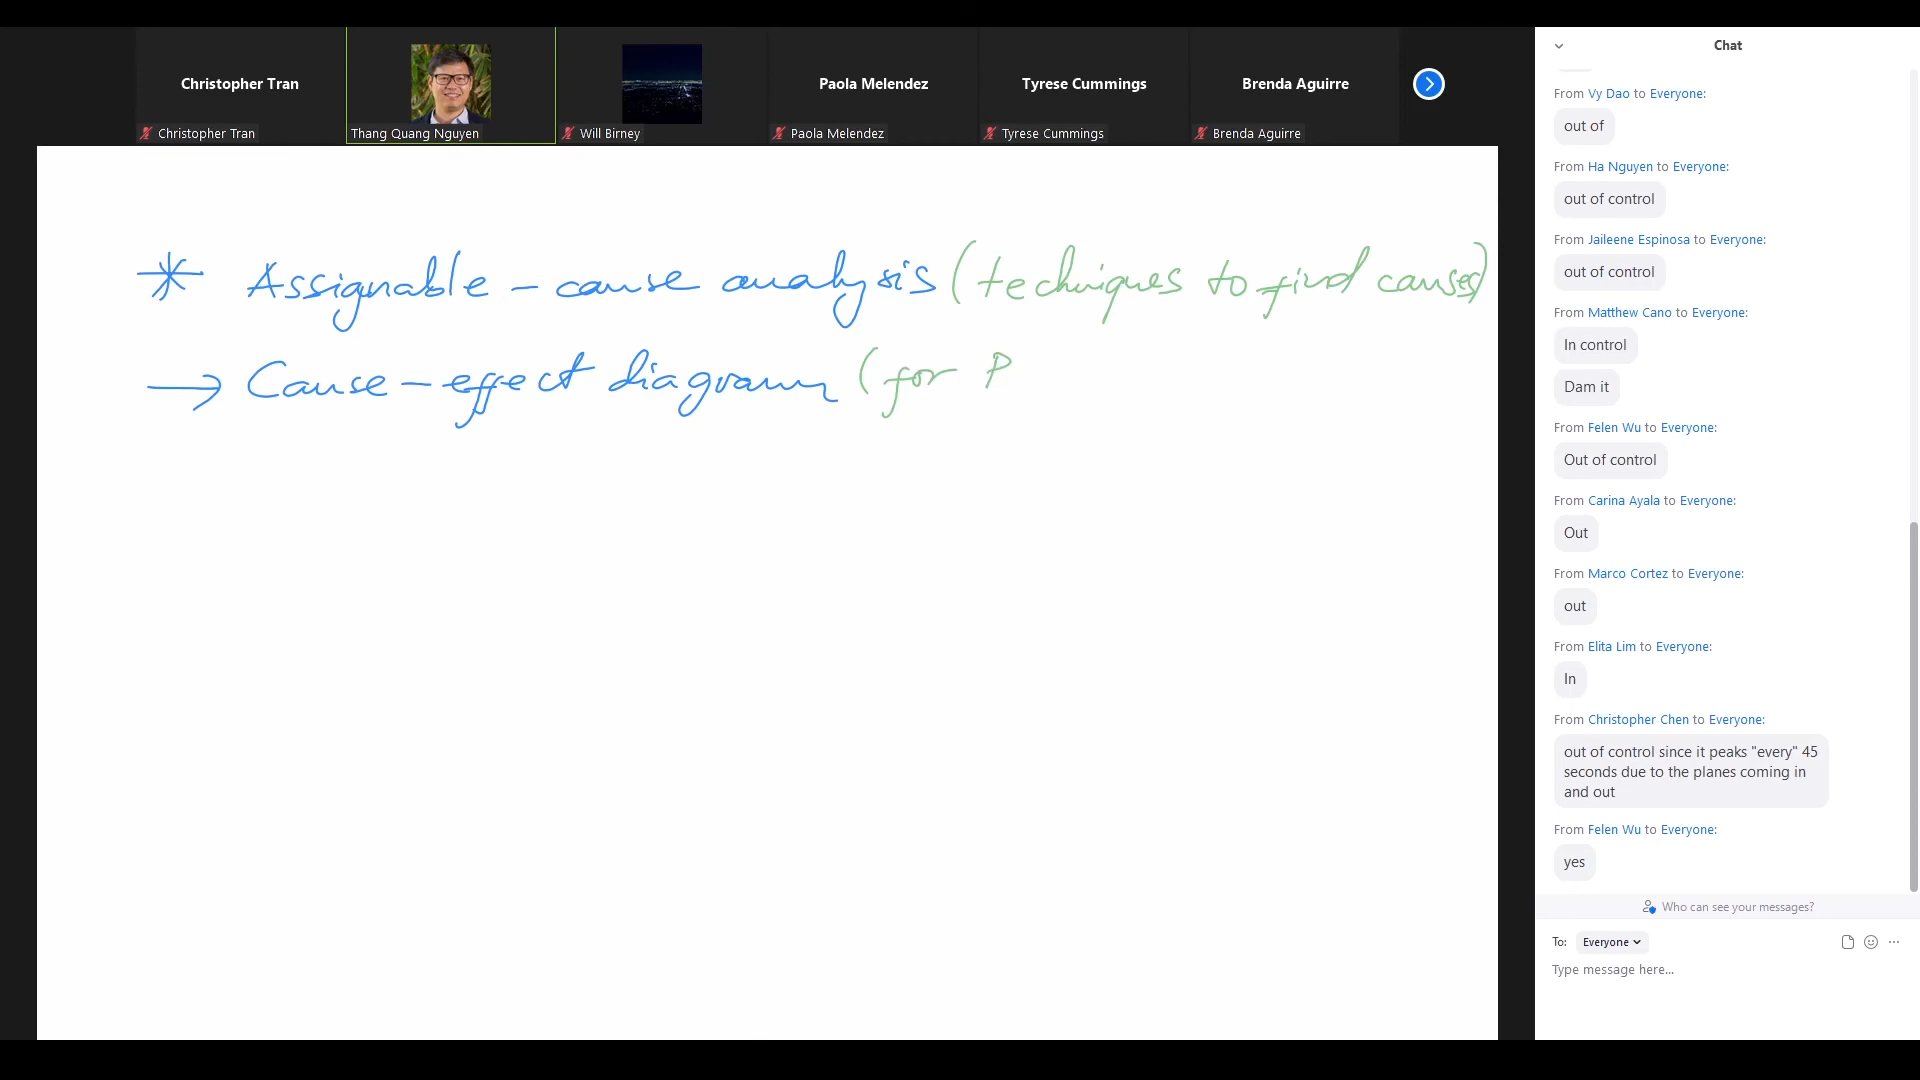 Christopher Tran
Paola Melendez
Tyrese Cummings
Brenda Aguirre
Christopher Tran
Thang Quang Nguyen
Will Birney
Paola Melendez
Tyrese Cummings
Brenda Aguirre
* Assignable - cause analysis (techniques to find causes)
→ Cause - effect diagram (for P
Chat
From Vy Dao to Everyone:
out of
From Ha Nguyen to Everyone:
out of control
From Jaileene Espinosa to Everyone:
out of control
From Matthew Cano to Everyone:
In control
Dam it
From Felen Wu to Everyone:
Out of control
From Carina Ayala to Everyone:
Out
From Marco Cortez to Everyone:
out
From Elita Lim to Everyone:
In
From Christopher Chen to Everyone:
out of control since it peaks "every" 45
seconds due to the planes coming in
and out
From Felen Wu to Everyone:
yes
Who can see your messages?
To: Everyone
Type message here...